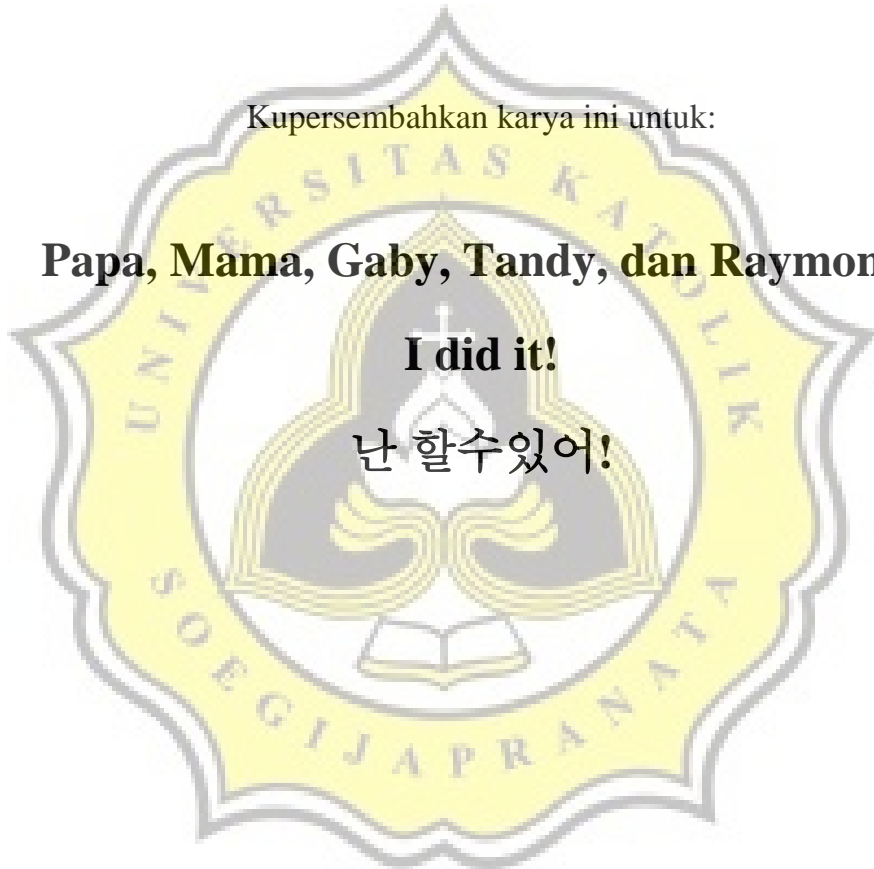 Kupersembahkan karya ini untuk:
UNIVERSITAS KATOLIK
Papa, Mama, Gaby, Tandy, dan Raymon
I did it!
난 할수있어!
SOEGIJAPRANATA